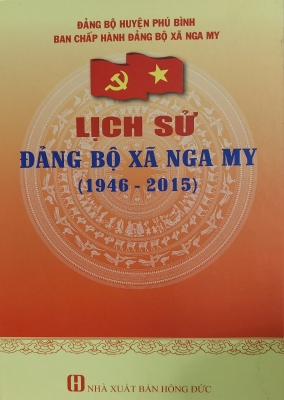 ĐẢNG BỘ HUYỆN PHÚ BÌNH
BAN CHẤP HÀNH ĐẢNG BỘ XÃ NGA MY
LỊCH SỬ
ĐẢNG BỘ XÃ NGA MY
(1946 - 2015)
NHÀ XUẤT BẢN HỒNG ĐỨC